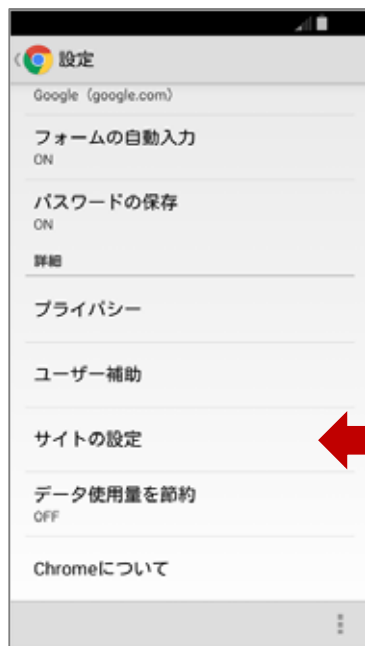 設定
Google (google.com)
フォームの自動入力
ON
パスワードの保存
ON
詳細
プライバシー
ユーザー補助
サイトの設定
データ使用量を節約
OFF
Chromeについて